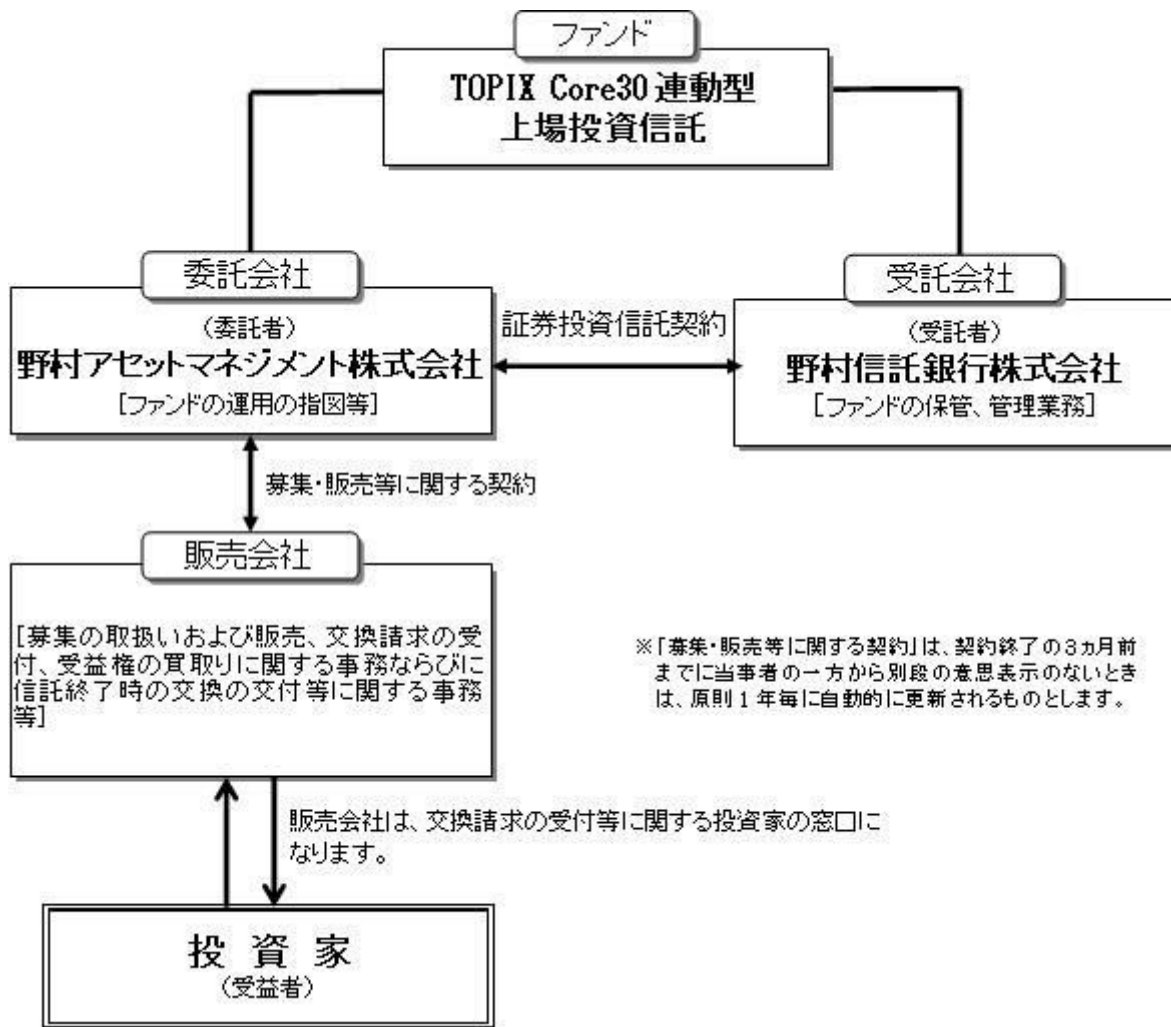 ファンド
TOPIX Core30 連動型
上場投資信託
委託会社
(委託者)
野村アセットマネジメント株式会社
[ファンドの運用の指図等]
証券投資信託契約
受託会社
(受託者)
野村信託銀行株式会社
[ファンドの保管、管理業務]
募集・販売等に関する契約
販売会社
[募集の取扱いおよび販売、交換請求の受
付、受益権の買取りに関する事務ならびに
信託終了時の交換の交付等に関する事務
等]
※「募集・販売等に関する契約」は、契約終了の3ヵ月前
までに当事者の一方から別段の意思表示のないとき
は、原則1年毎に自動的に更新されるものとします。
販売会社は、交換請求の受付等に関する投資家の窓口に
なります。
投資家
(受益者)